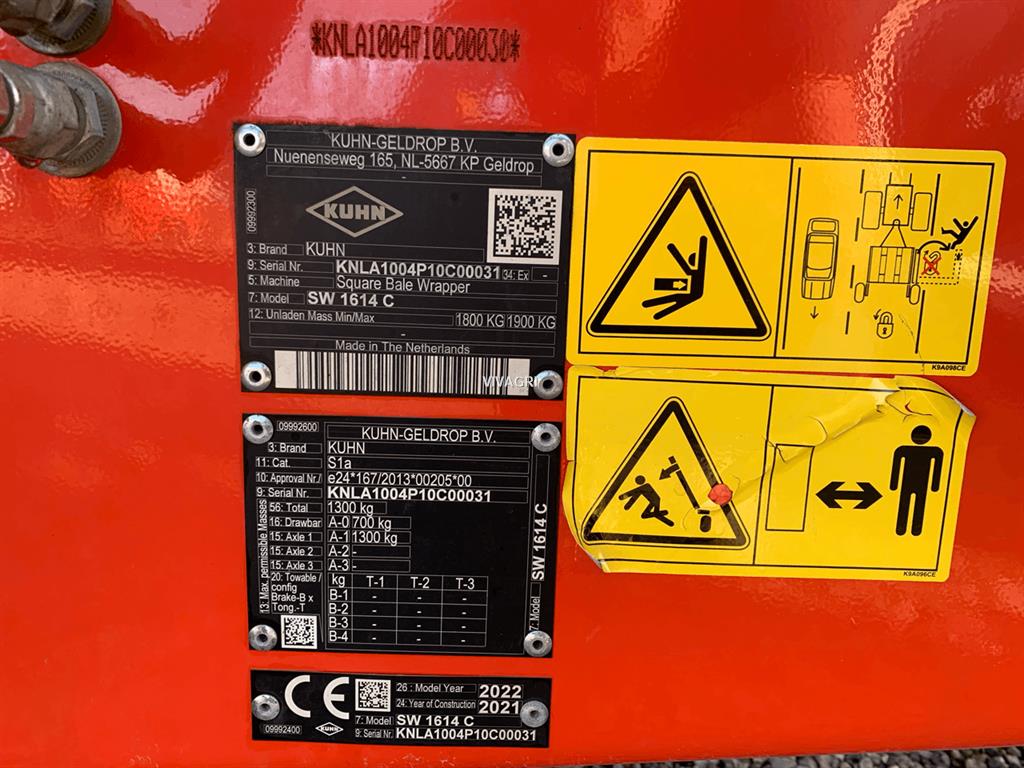 *KNLA1004P10C00030*
KUHN-GELDROP B.V.
Nuenenseweg 165, NL-5667 KP Geldrop
09992300
KUHN
3: Brand KUHN
9: Serial Nr. KNLA1004P10C00031 34: Ex -
5: Machine Square Bale Wrapper
7: Model SW 1614 C
12: Unladen Mass Min/Max 1800 KG 1900 KG
-
Made in The Netherlands
VIVAGRI
K9A098CE
09992600 KUHN-GELDROP B.V.
3: Brand KUHN
11: Cat. S1a
10: Approval Nr./ e24*167/2013*00205*00
9: Serial Nr. KNLA1004P10C00031
13: Max. permissible Masses
56: Total 1300 kg
16: Drawbar A-0 700 kg
15: Axle 1 A-1 1300 kg
15: Axle 2 A-2 -
15: Axle 3 A-3 -
20: Towable / config Brake-B x Tong.-T
kg T-1 T-2 T-3
B-1 - - -
B-2 - - -
B-3 - - -
B-4 - - -
7: Model SW 1614 C
K9A096CE
CE
26 : Model Year 2022
24: Year of Construction 2021
7: Model SW 1614 C
09992400 KUHN 9: Serial Nr. KNLA1004P10C00031